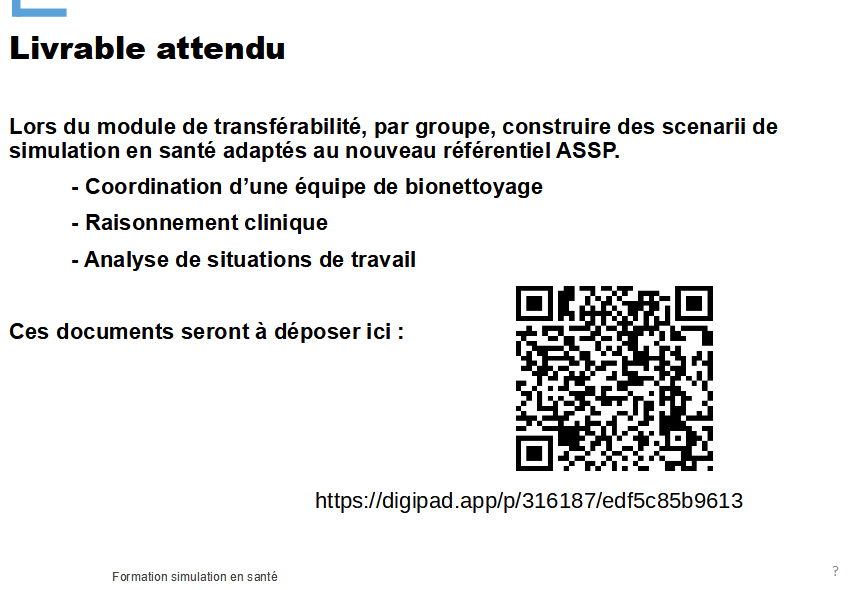 Livrable attendu
Lors du module de transférabilité, par groupe, construire des scenarii de
simulation en santé adaptés au nouveau référentiel ASSP.
- Coordination d’une équipe de bionettoyage
- Raisonnement clinique
- Analyse de situations de travail
Ces documents seront à déposer ici :
https://digipad.app/p/316187/edf5c85b9613
Formation simulation en santé
?